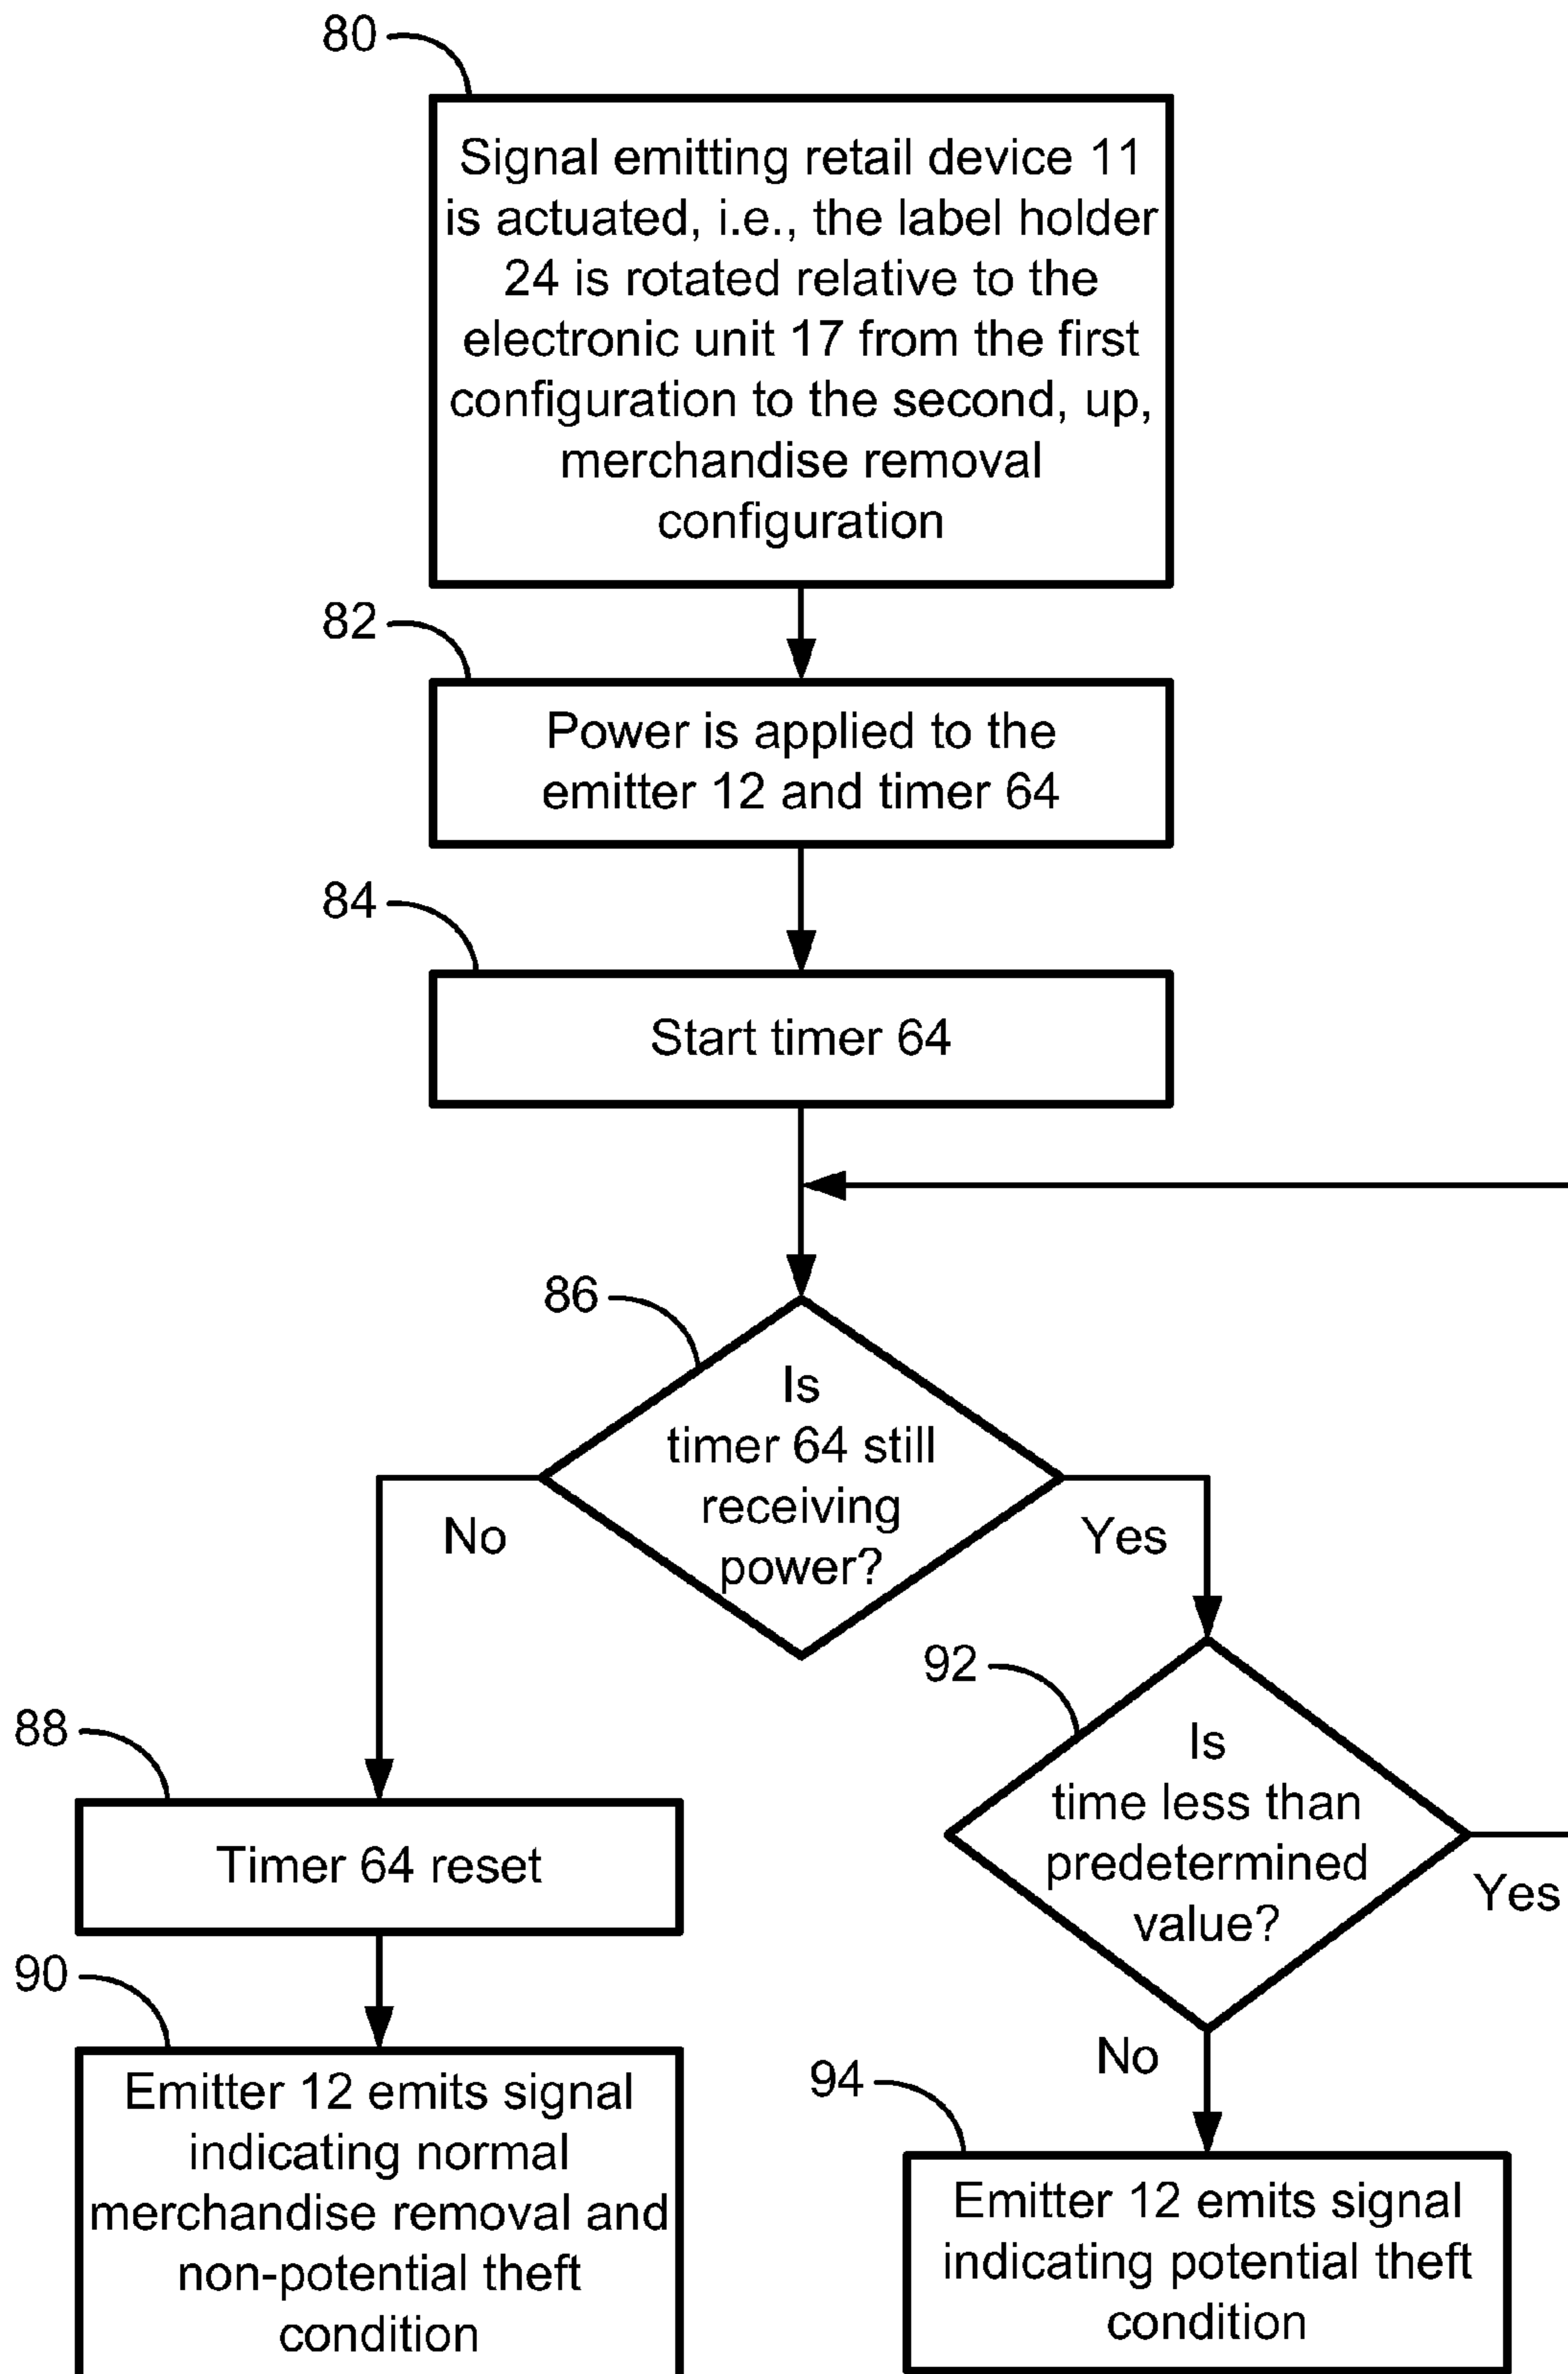 80
Signal emitting retail device 11
is actuated, i.e., the label holder
24 is rotated relative to the
electronic unit 17 from the first
configuration to the second, up,
merchandise removal
configuration
82
Power is applied to the
emitter 12 and timer 64
84
Start timer 64
86
Is
timer 64 still
receiving
power?
No
Yes
92
Is
time less than
predetermined
value?
Yes
No
88
Timer 64 reset
90
Emitter 12 emits signal
indicating normal
merchandise removal and
non-potential theft
condition
94
Emitter 12 emits signal
indicating potential theft
condition